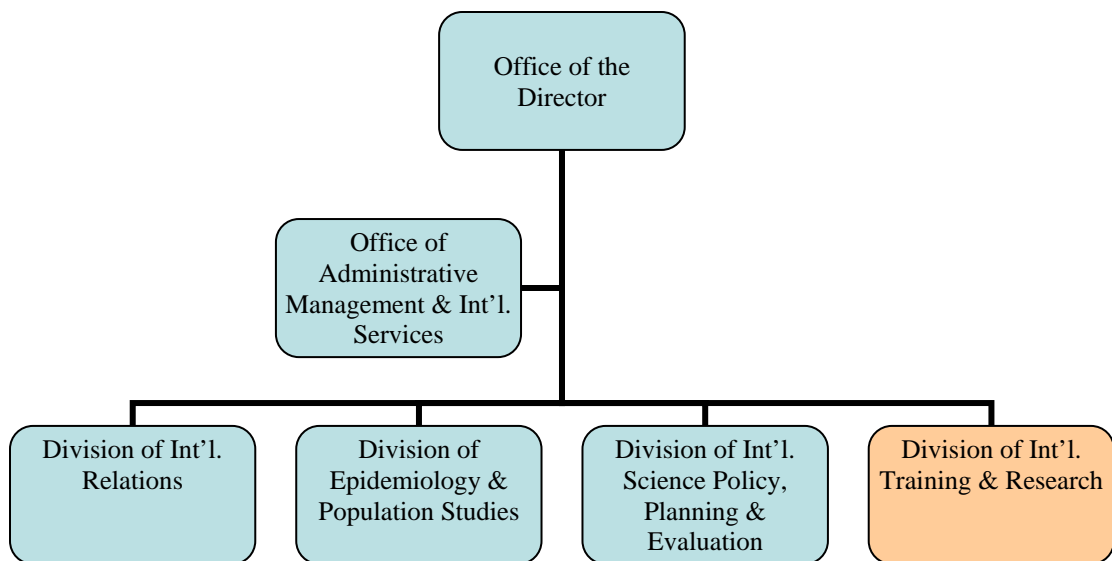 Office of the
Director
Office of
Administrative
Management & Int’l.
Services
Division of Int’l.
Relations
Division of
Epidemiology &
Population Studies
Division of Int’l.
Science Policy,
Planning &
Evaluation
Division of Int’l.
Training & Research